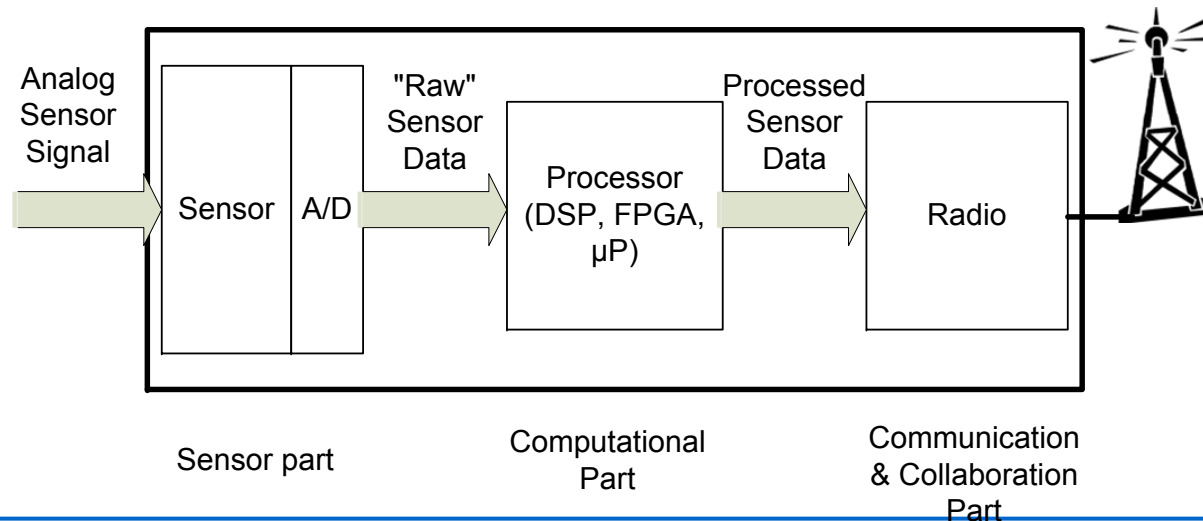 Analog
Sensor
Signal
Sensor
A/D
"Raw"
Sensor
Data
Processor
(DSP, FPGA,
µP)
Processed
Sensor
Data
Radio
Sensor part
Computational
Part
Communication
& Collaboration
Part